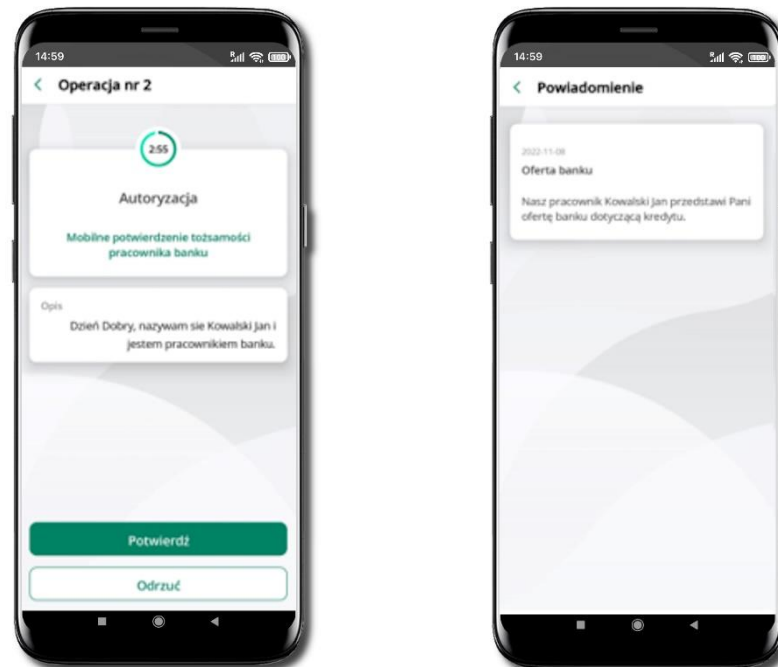 14:59
Operacja nr 2
2:55
Autoryzacja
Mobilne potwierdzenie tożsamości
pracownika banku
Opis
Dzień Dobry, nazywam sie Kowalski Jan i
jestem pracownikiem banku.
Potwierdź
Odrzuć
14:59
Powiadomienie
2022-11-08
Oferta banku
Nasz pracownik Kowalski Jan przedstawi Pani
ofertę banku dotyczącą kredytu.